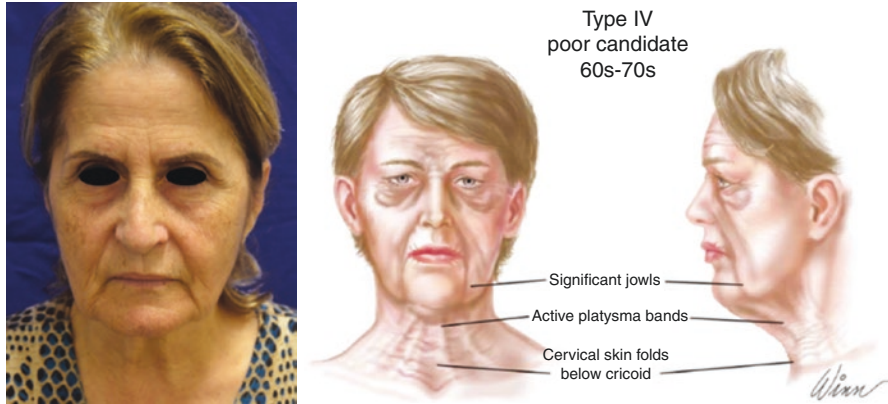 Type IV
poor candidate
60s-70s
Significant jowls
Active platysma bands
Cervical skin folds
below cricoid
Winn